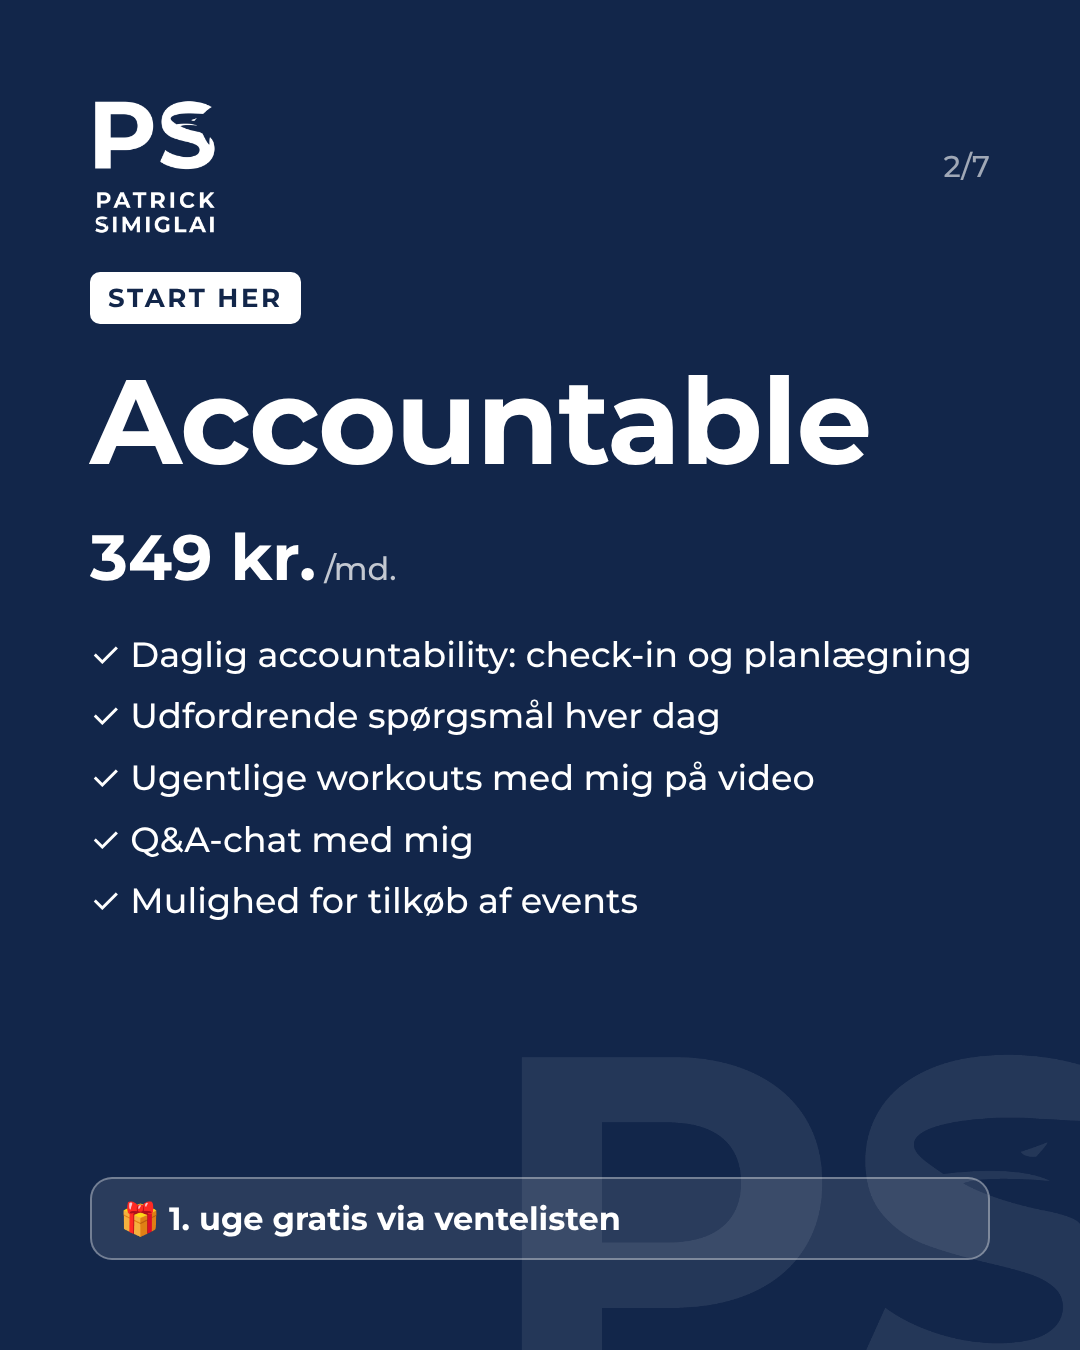 PS
PATRICK
SIMIGLAI
2/7
START HER
Accountable
349 kr. /md.
✓ Daglig accountability: check-in og planlægning
✓ Udfordrende spørgsmål hver dag
✓ Ugentlige workouts med mig på video
✓ Q&A-chat med mig
✓ Mulighed for tilkøb af events
🎁 1. uge gratis via ventelisten
PS